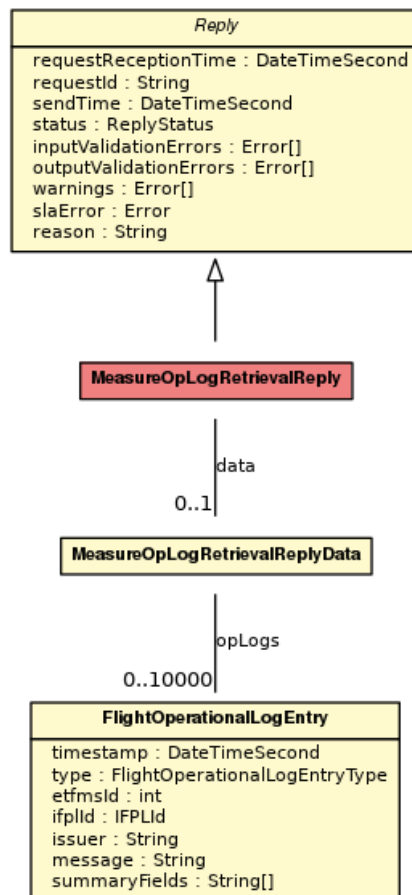 Reply
requestReceptionTime : DateTimeSecond
requestId : String
sendTime : DateTimeSecond
status : ReplyStatus
inputValidationErrors : Error[]
outputValidationErrors : Error[]
warnings : Error[]
slaError : Error
reason : String
MeasureOpLogRetrievalReply
data
0..1
MeasureOpLogRetrievalReplyData
opLogs
0..10000
FlightOperationalLogEntry
timestamp : DateTimeSecond
type : FlightOperationalLogEntryType
etfmsId : int
ifplId : IFPLId
issuer : String
message : String
summaryFields : String[]